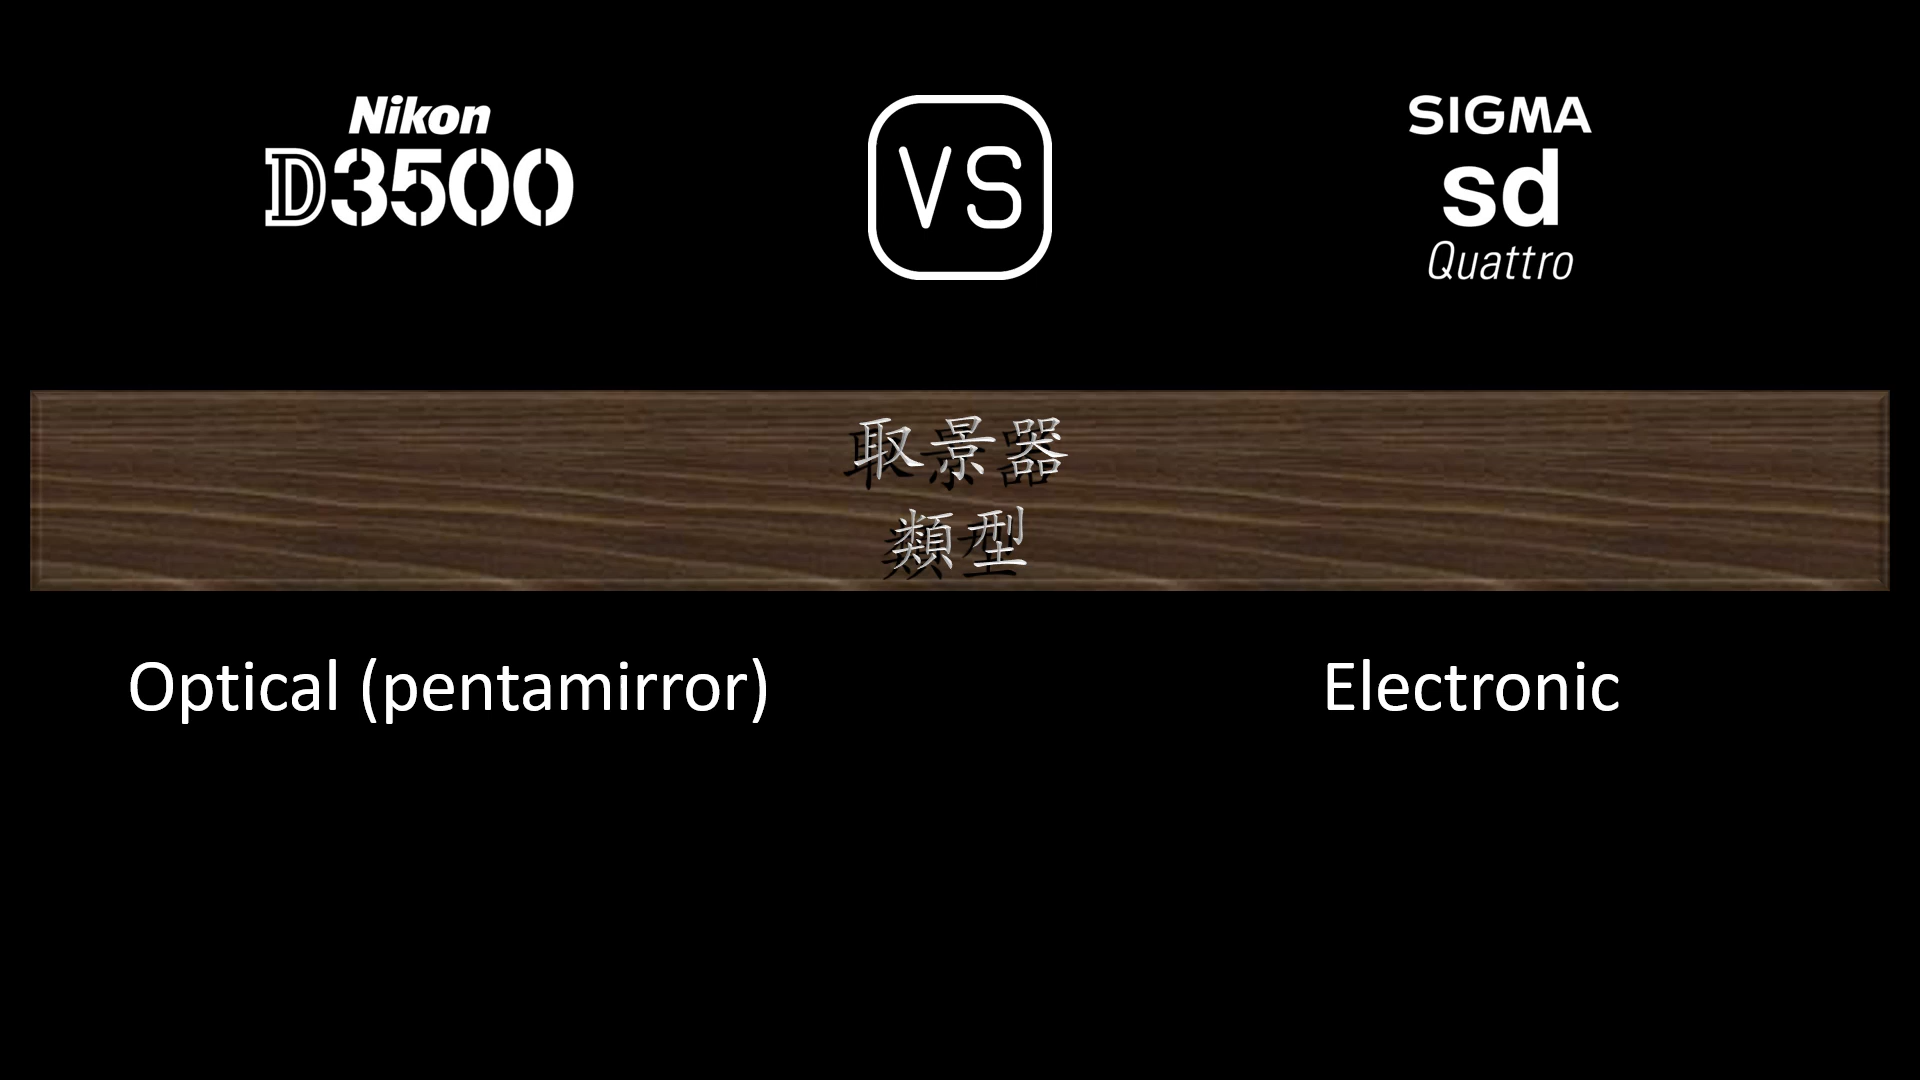 Nikon
D3500
VS
SIGMA
sd
Quattro
取景器
類型
Optical (pentamirror)
Electronic